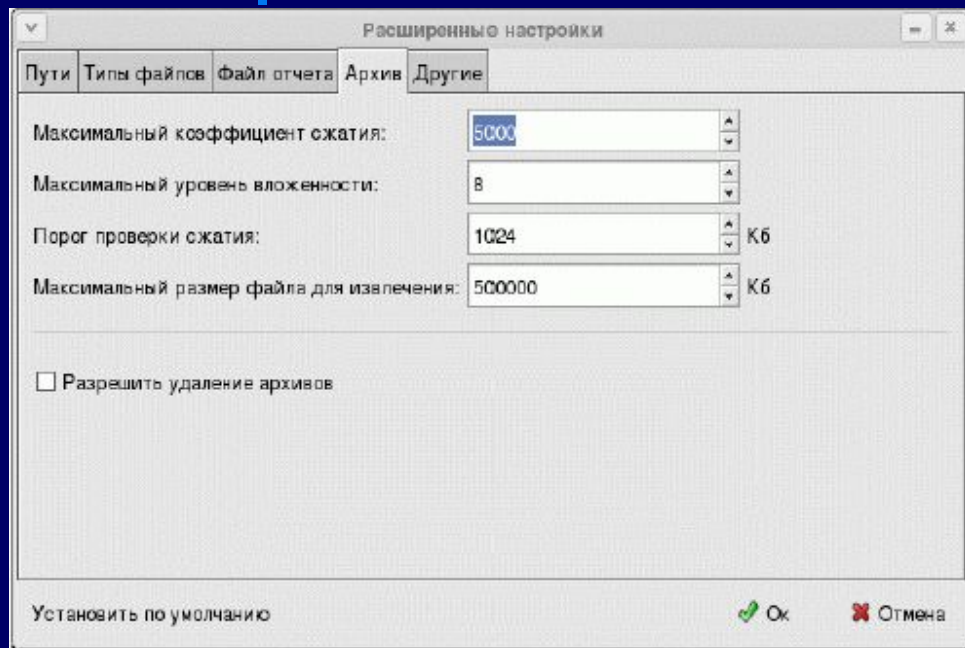 Расширенные настройки
Пути Типы файлов Файл отчета Архив Другие
Максимальный коэффициент сжатия: 5000
Максимальный уровень вложенности: 8
Порог проверки сжатия: 1024 Кб
Максимальный размер файла для извлечения: 500000 Кб
Разрешить удаление архивов
Установить по умолчанию Ок Отмена